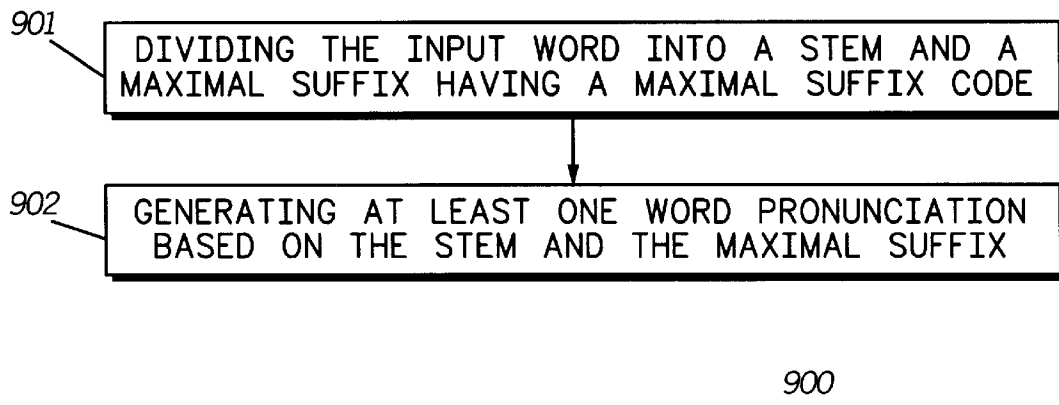 901
DIVIDING THE INPUT WORD INTO A STEM AND A
MAXIMAL SUFFIX HAVING A MAXIMAL SUFFIX CODE
902
GENERATING AT LEAST ONE WORD PRONUNCIATION
BASED ON THE STEM AND THE MAXIMAL SUFFIX
900